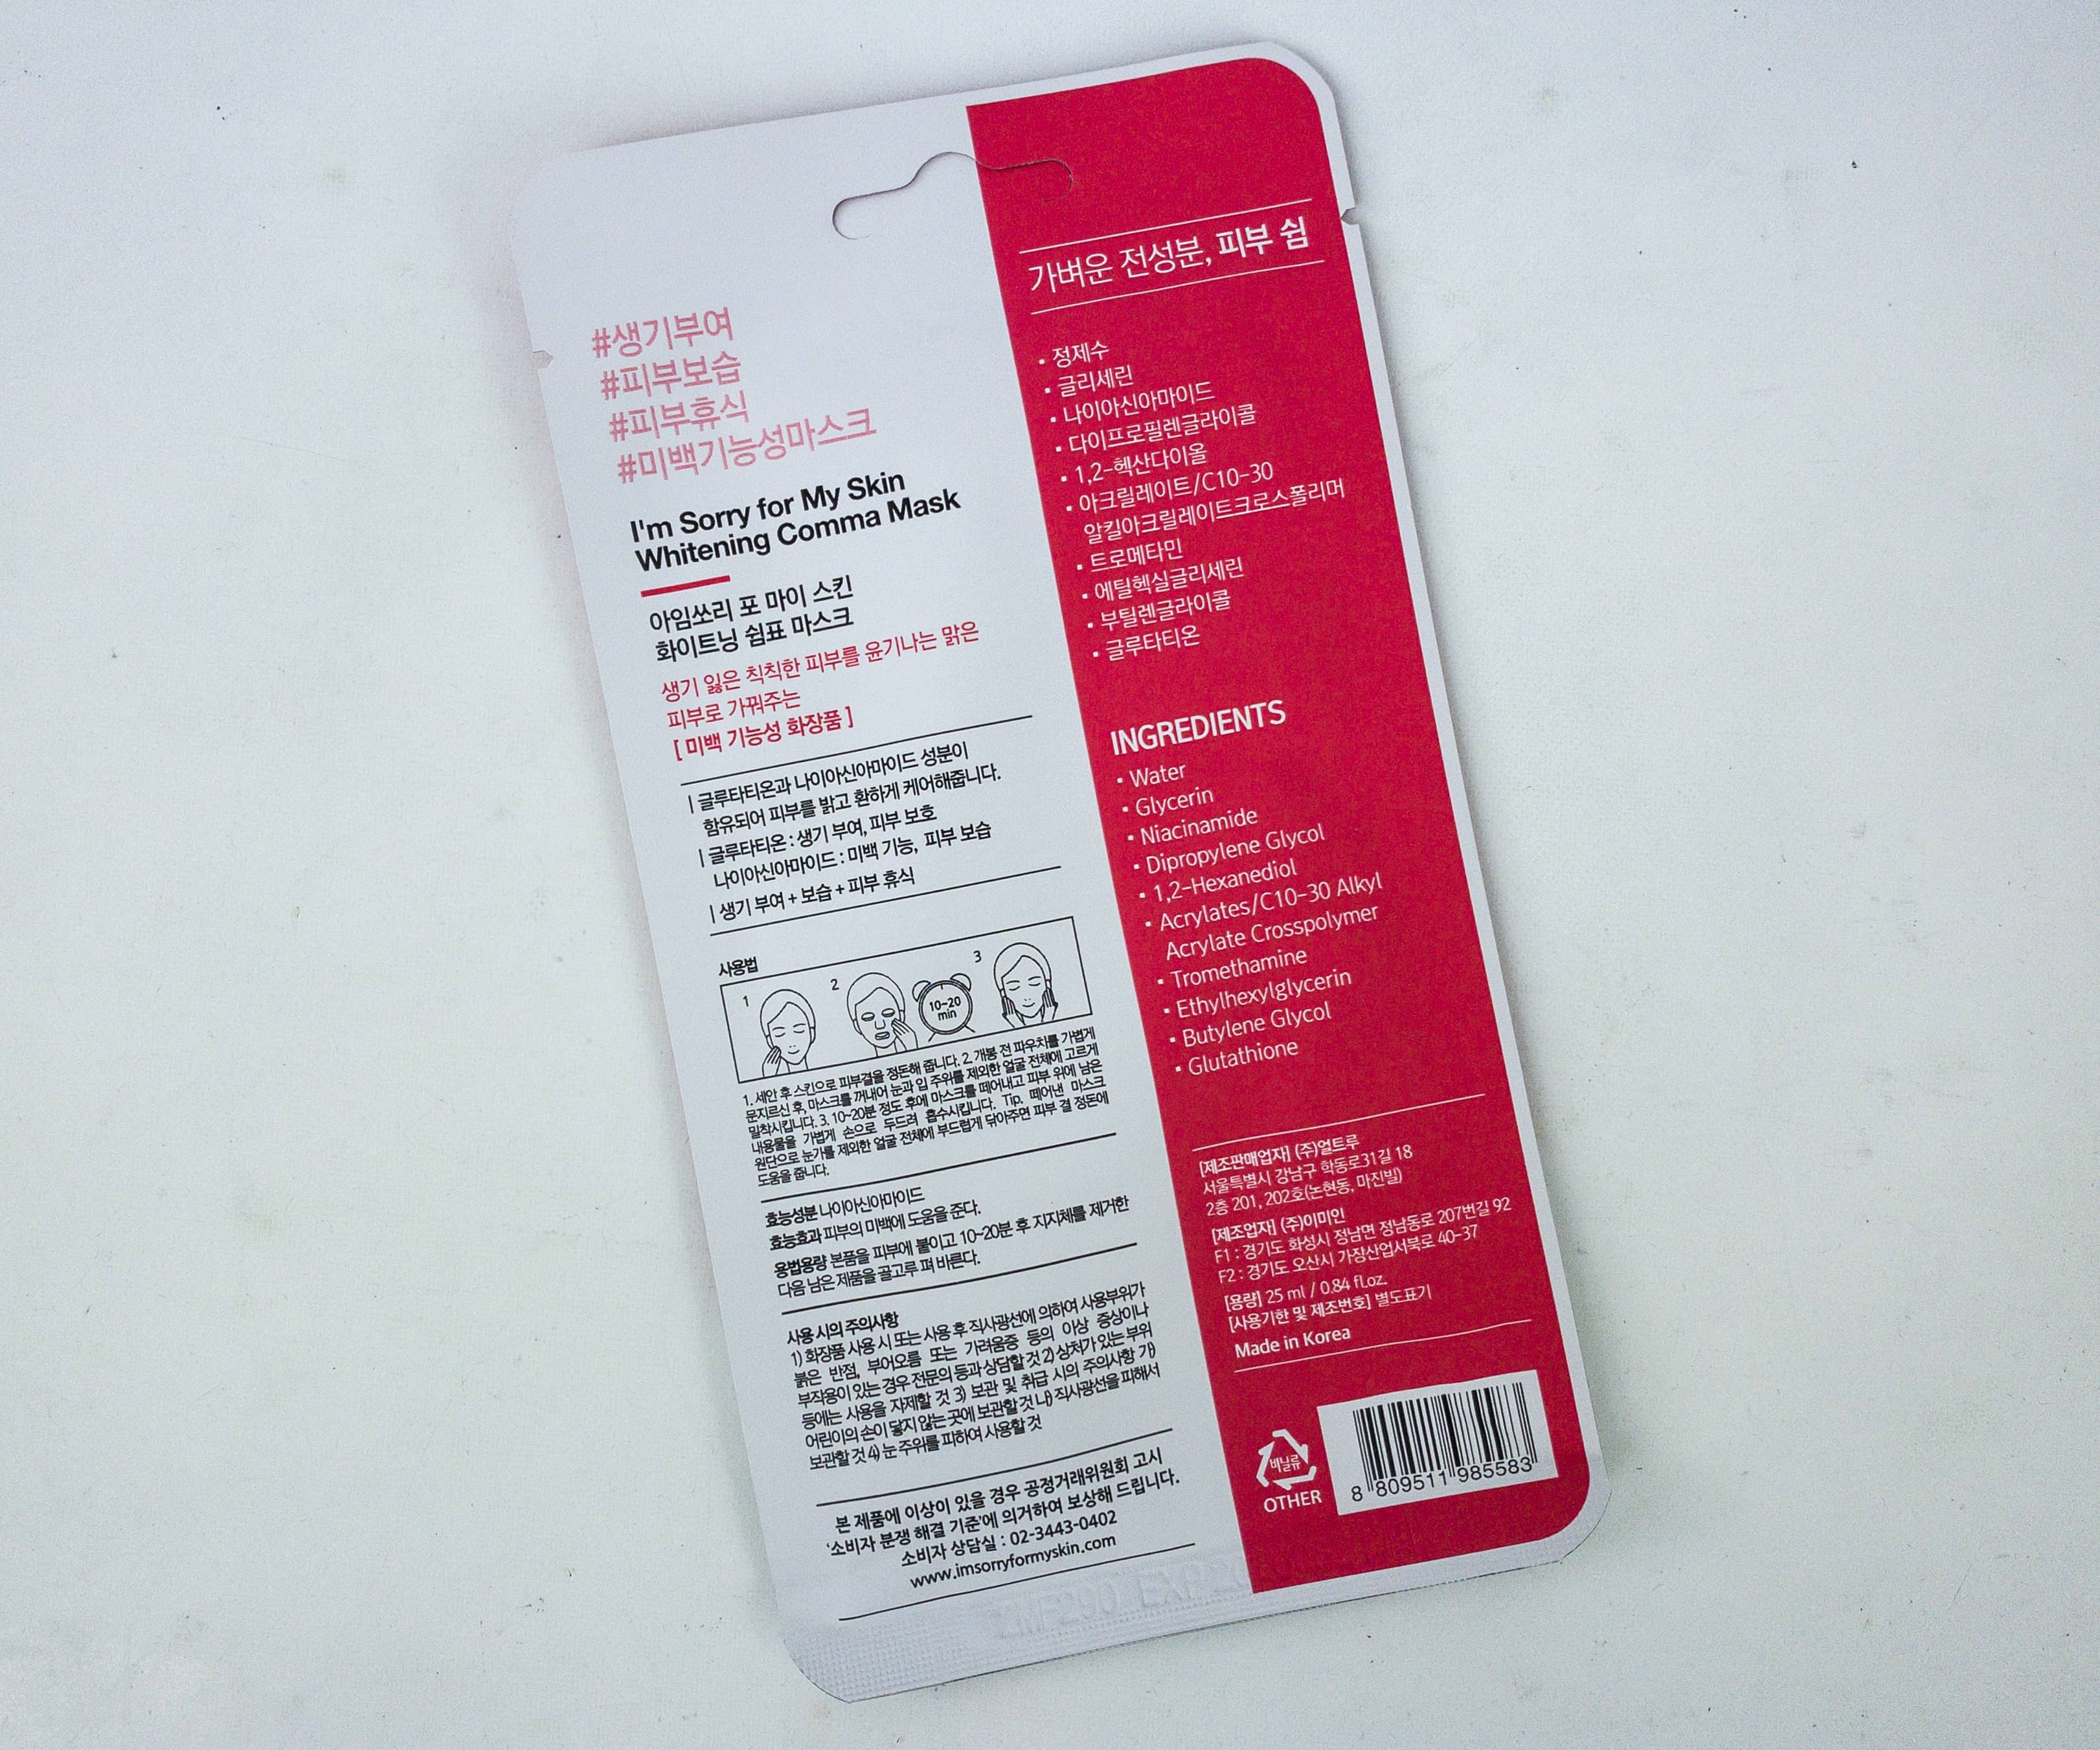 #생기부여
#피부보습
#피부휴식
#미백기능성마스크
I'm Sorry for My Skin
Whitening Comma Mask
아임쏘리 포 마이 스킨
화이트닝 쉼표 마스크
생기 잃은 칙칙한 피부를 윤기나는 맑은
피부로 가꿔주는
[ 미백 기능성 화장품 ]
| 글루타티온과 나이아신아마이드 성분이
함유되어 피부를 밝고 환하게 케어해줍니다.
| 글루타티온 : 생기 부여, 피부 보호
나이아신아마이드 : 미백 기능, 피부 보습
| 생기 부여 + 보습 + 피부 휴식
사용법
1
2
10~20
min
3
1. 세안 후 스킨으로 피부결을 정돈해 줍니다. 2. 개봉 전 파우치를 가볍게
문지르신 후, 마스크를 꺼내어 눈과 입 주위를 제외한 얼굴 전체에 고르게
밀착시킵니다. 3. 10~20분 정도 후에 마스크를 떼어내고 피부 위에 남은
내용물을 가볍게 손으로 두드려 흡수시킵니다. Tip. 떼어낸 마스크
원단으로 눈가를 제외한 얼굴 전체에 부드럽게 닦아주면 피부 결 정돈에
도움을 줍니다.
효능성분 나이아신아마이드
효능효과 피부의 미백에 도움을 준다.
용법용량 본품을 피부에 붙이고 10~20분 후 지지체를 제거한
다음 남은 제품을 골고루 펴 바른다.
사용 시의 주의사항
1) 화장품 사용 시 또는 사용 후 직사광선에 의하여 사용부위가
붉은 반점, 부어오름 또는 가려움증 등의 이상 증상이나
부작용이 있는 경우 전문의 등과 상담할 것 2) 상처가 있는 부위
등에는 사용을 자제할 것 3) 보관 및 취급 시의 주의사항 가)
어린이의 손이 닿지 않는 곳에 보관할 것 나) 직사광선을 피해서
보관할 것 4) 눈 주위를 피하여 사용할 것
본 제품에 이상이 있을 경우 공정거래위원회 고시
'소비자 분쟁 해결 기준'에 의거하여 보상해 드립니다.
소비자 상담실 : 02-3443-0402
www.imsorryformyskin.com
가벼운 전성분, 피부 쉼
• 정제수
• 글리세린
• 나이아신아마이드
• 다이프로필렌글라이콜
• 1,2-헥산다이올
• 아크릴레이트/C10-30
알킬아크릴레이트크로스폴리머
• 트로메타민
• 에틸헥실글리세린
• 부틸렌글라이콜
• 글루타티온
INGREDIENTS
• Water
• Glycerin
• Niacinamide
• Dipropylene Glycol
• 1,2-Hexanediol
• Acrylates/C10-30 Alkyl
Acrylate Crosspolymer
• Tromethamine
• Ethylhexylglycerin
• Butylene Glycol
• Glutathione
[제조판매업자] (주)얼트루
서울특별시 강남구 학동로31길 18
2층 201, 202호(논현동, 마진빌)
[제조업자] (주)이미인
F1 : 경기도 화성시 정남면 정남동로 207번길 92
F2 : 경기도 오산시 가장산업서북로 40-37
[용량] 25 ml / 0.84 fl.oz.
[사용기한 및 제조번호] 별도표기
Made in Korea
비닐류
OTHER
8 809511 985583